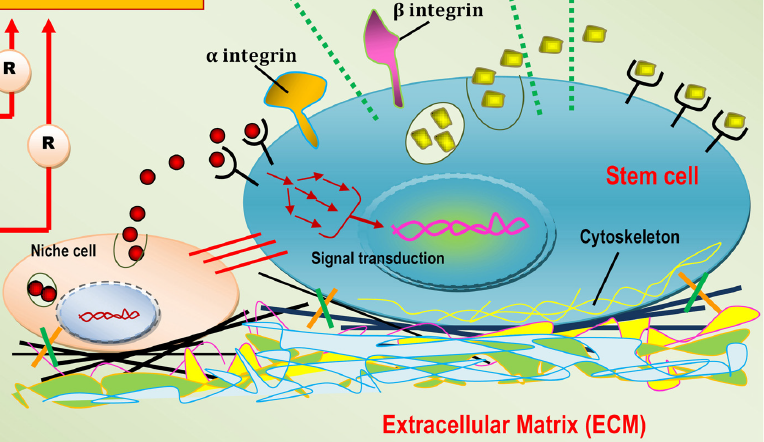 β integrin
α integrin
R
R
Stem cell
Niche cell
Signal transduction
Cytoskeleton
Extracellular Matrix (ECM)